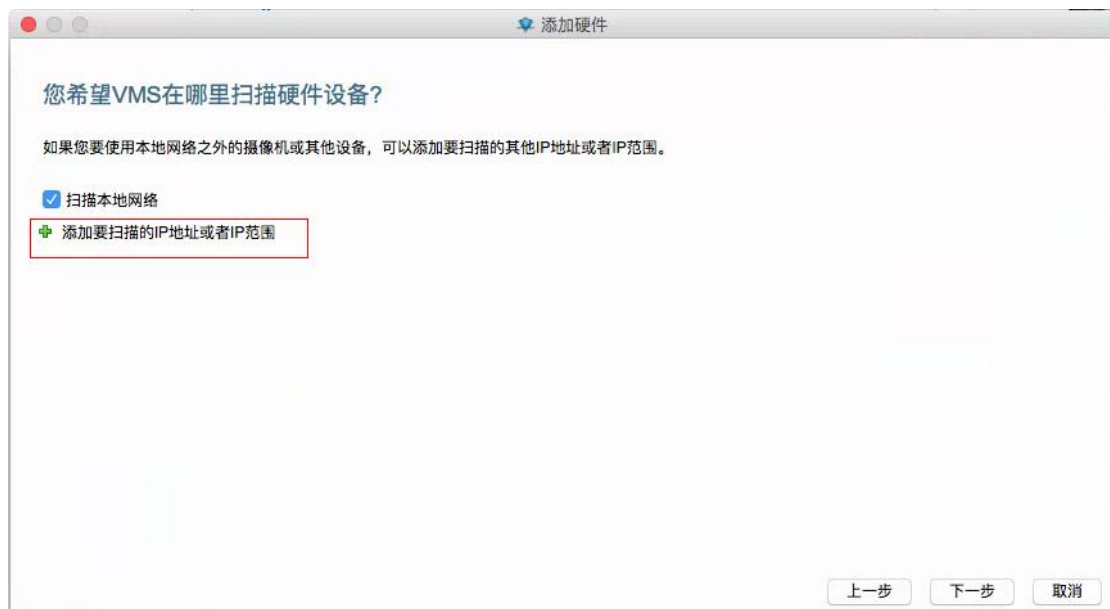 添加硬件
您希望VMS在哪里扫描硬件设备?
如果您要使用本地网络之外的摄像机或其他设备，可以添加要扫描的其他IP地址或者IP范围。
扫描本地网络
添加要扫描的IP地址或者IP范围
上一步 下一步 取消